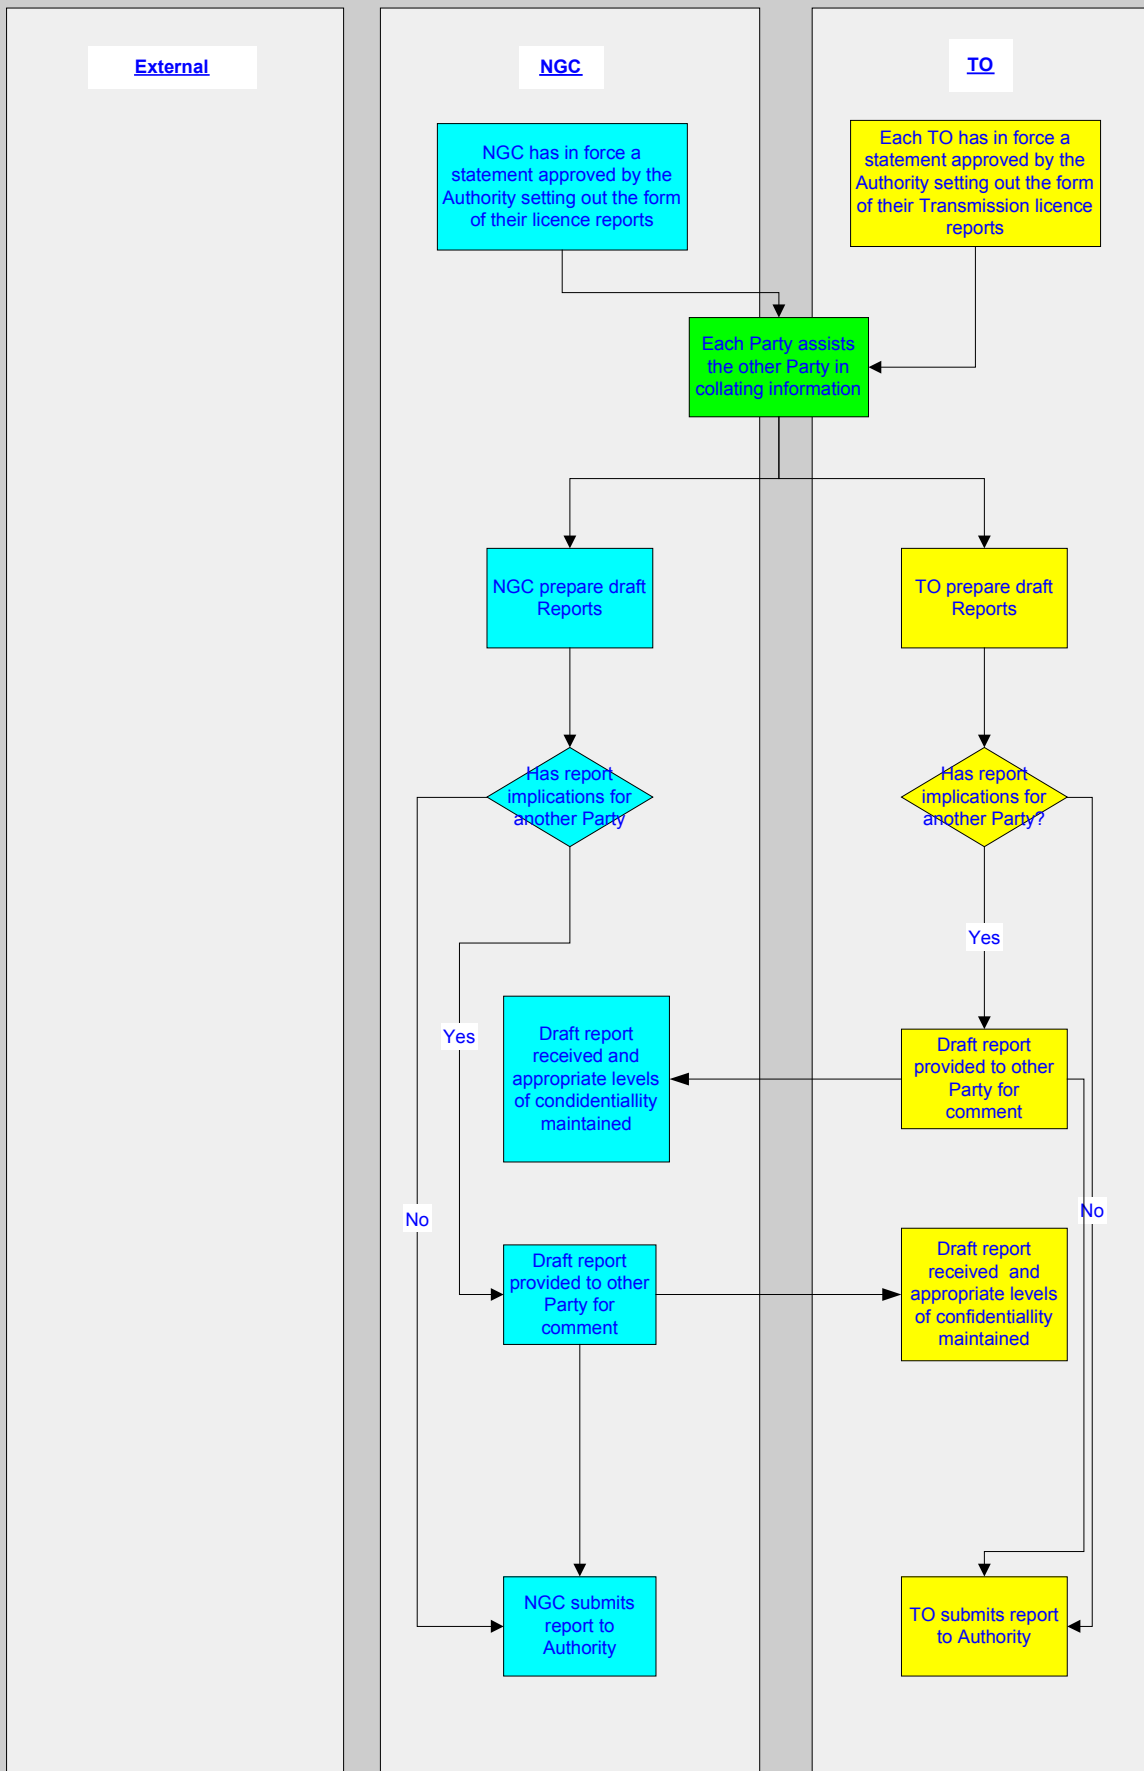 External
NGC
TO
NGC has in force a
statement approved by the
Authority setting out the form
of their licence reports
Each TO has in force a
statement approved by the
Authority setting out the form
of their Transmission licence
reports
Each Party assists
the other Party in
collating information
NGC prepare draft
Reports
TO prepare draft
Reports
Has report
implications for
another Party
Has report
implications for
another Party?
Yes
Yes
Draft report
received and
appropriate levels
of condidentiallity
maintained
Draft report
provided to other
Party for
comment
No
No
Draft report
provided to other
Party for
comment
Draft report
received  and
appropriate levels
of confidentiallity
maintained
NGC submits
report to
Authority
TO submits report
to Authority